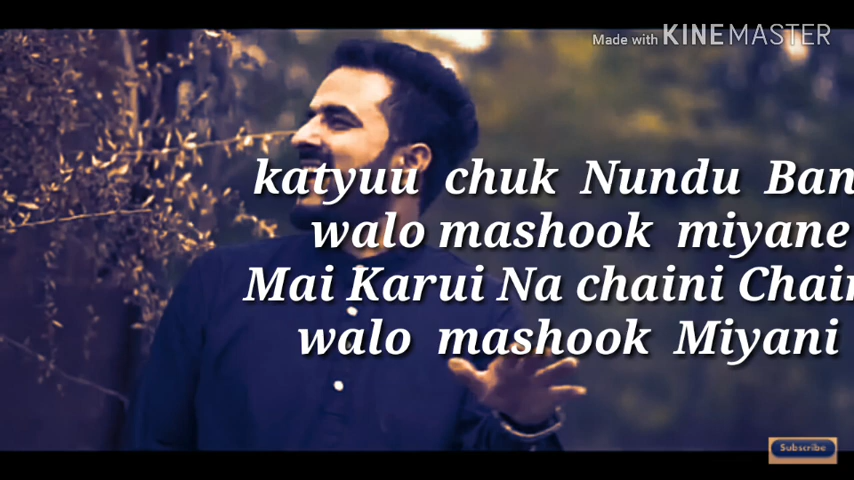 Made with KINEMASTER
katyuu chuk Nundu Ban
walo mashook miyane
Mai Karui Na chaini Chain
walo mashook Miyani
Subscribe